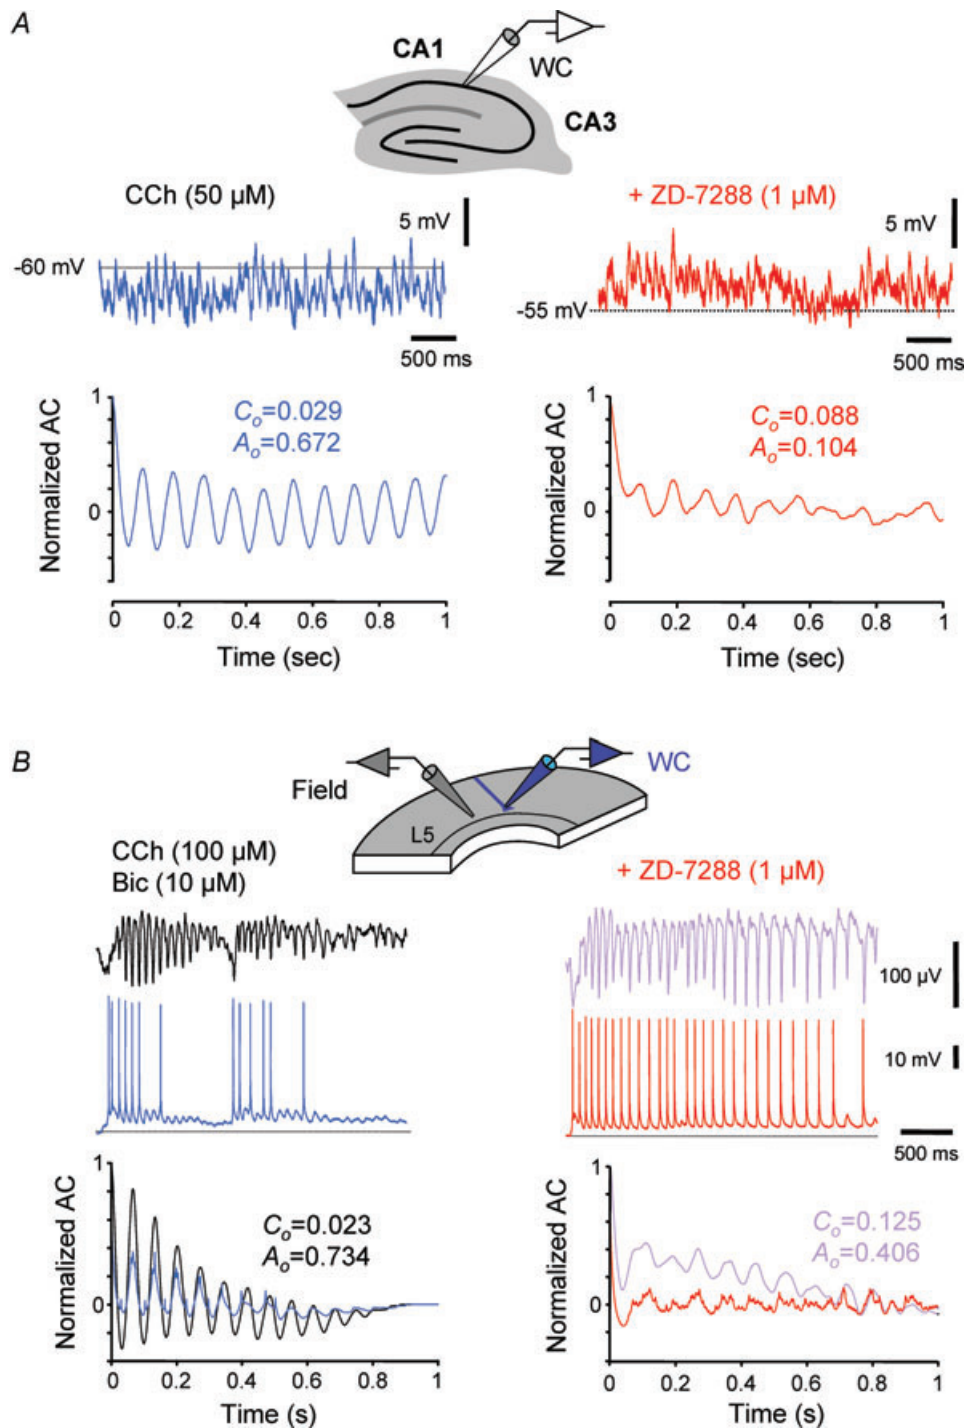 A
CA1
WC
CA3
CCh (50 µM)
5 mV
-60 mV
500 ms
+ ZD-7288 (1 µM)
5 mV
-55 mV
500 ms
Normalized AC
1
0
Cₒ=0.029
Aₒ=0.672
0 0.2 0.4 0.6 0.8 1
Time (sec)
Normalized AC
1
0
Cₒ=0.088
Aₒ=0.104
0 0.2 0.4 0.6 0.8 1
Time (sec)
B
Field
WC
L5
CCh (100 µM)
Bic (10 µM)
+ ZD-7288 (1 µM)
100 µV
10 mV
500 ms
Normalized AC
1
0
Cₒ=0.023
Aₒ=0.734
0 0.2 0.4 0.6 0.8 1
Time (s)
Normalized AC
1
0
Cₒ=0.125
Aₒ=0.406
0 0.2 0.4 0.6 0.8 1
Time (s)